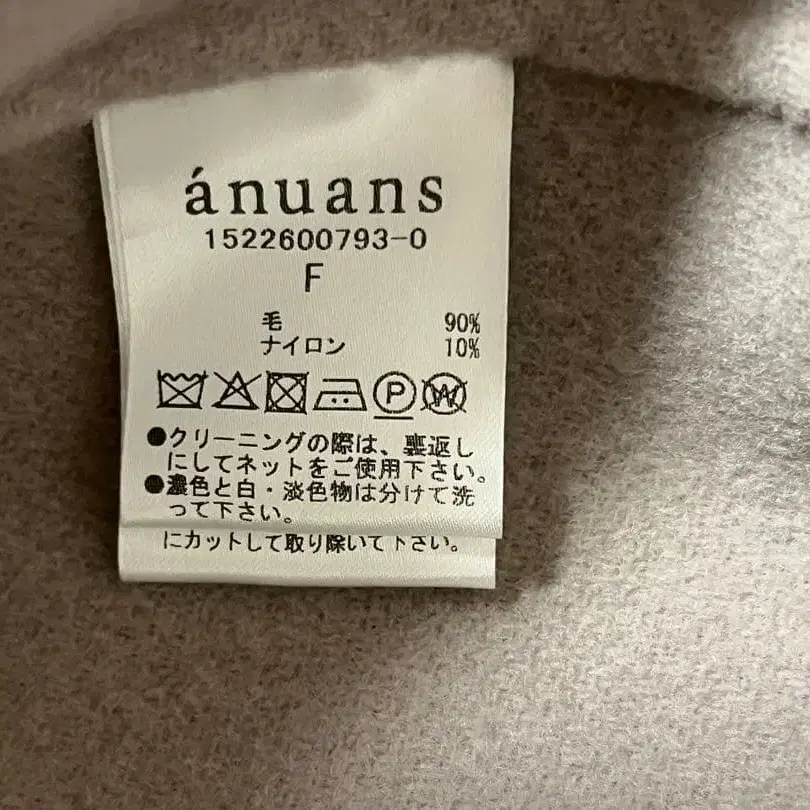 ánuans
1522600793-0
F
毛 90%
ナイロン 10%
P W
●クリーニングの際は、裏返し
にしてネットをご使用下さい。
●濃色と白・淡色物は分けて洗
って下さい。
にカットして取り除いて下さい。